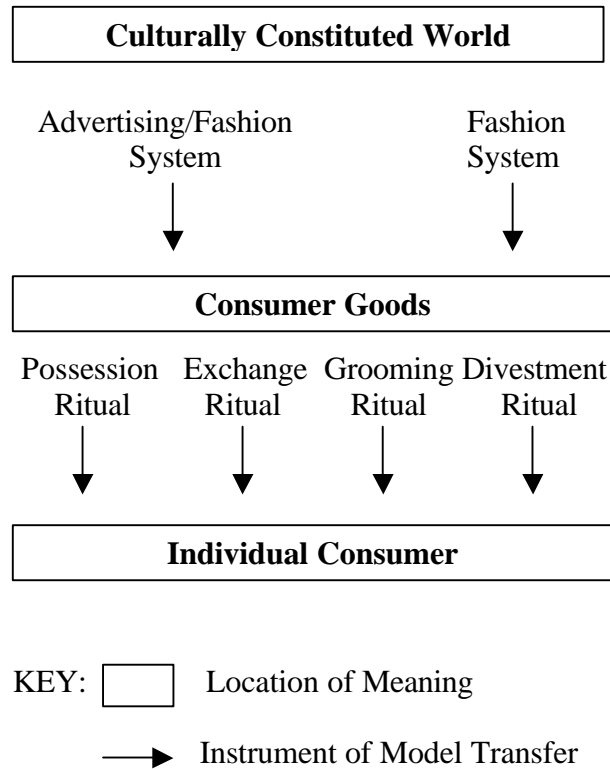 Culturally Constituted World
Advertising/Fashion System
Fashion System
Consumer Goods
Possession Ritual
Exchange Ritual
Grooming Ritual
Divestment Ritual
Individual Consumer
KEY: Location of Meaning
Instrument of Model Transfer